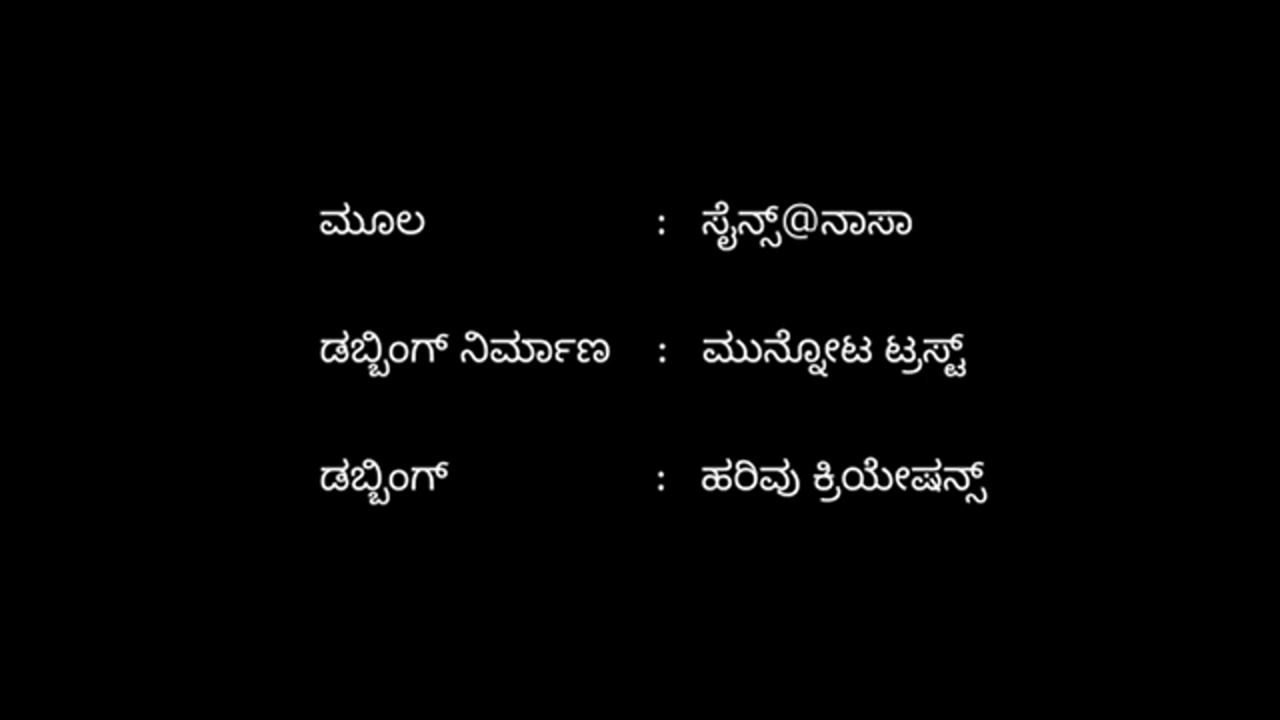 ಮೂಲ : ಸೈನ್ಸ್@ನಾಸಾ
ಡಬ್ಬಿಂಗ್ ನಿರ್ಮಾಣ : ಮುನ್ನೋಟ ಟ್ರಸ್ಟ್
ಡಬ್ಬಿಂಗ್ : ಹರಿವು ಕ್ರಿಯೇಷನ್ಸ್